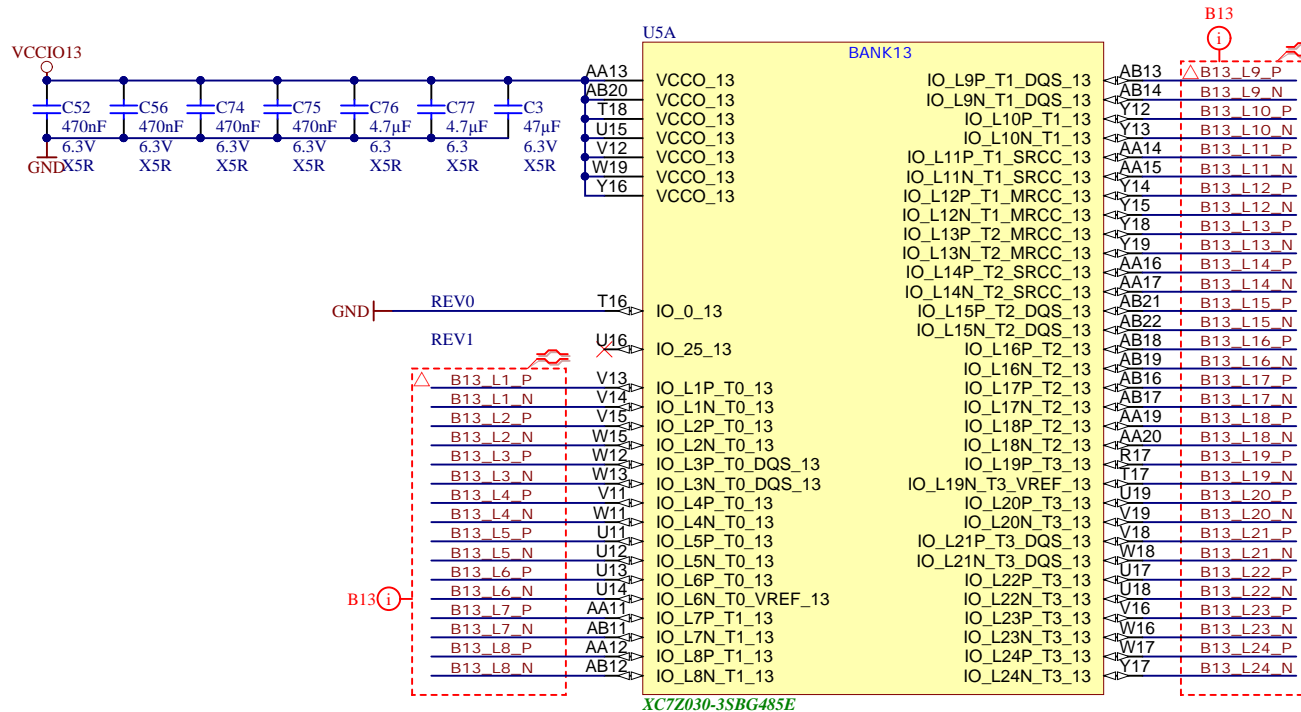 B13
U5A
BANK13
VCCIO13
C52
470nF
6.3V
X5R
C56
470nF
6.3V
X5R
C74
470nF
6.3V
X5R
C75
470nF
6.3V
X5R
C76
4.7µF
6.3
X5R
C77
4.7µF
6.3
X5R
C3
47µF
6.3V
X5R
GND
AA13 VCCO_13
AB20 VCCO_13
T18 VCCO_13
U15 VCCO_13
V12 VCCO_13
W19 VCCO_13
Y16 VCCO_13
GND REV0 T16 IO_0_13
REV1 U16 IO_25_13
B13_L1_P V13 IO_L1P_T0_13
B13_L1_N V14 IO_L1N_T0_13
B13_L2_P V15 IO_L2P_T0_13
B13_L2_N W15 IO_L2N_T0_13
B13_L3_P W12 IO_L3P_T0_DQS_13
B13_L3_N W13 IO_L3N_T0_DQS_13
B13_L4_P V11 IO_L4P_T0_13
B13_L4_N W11 IO_L4N_T0_13
B13_L5_P U11 IO_L5P_T0_13
B13_L5_N U12 IO_L5N_T0_13
B13_L6_P U13 IO_L6P_T0_13
B13_L6_N U14 IO_L6N_T0_VREF_13
B13 i
B13_L7_P AA11 IO_L7P_T1_13
B13_L7_N AB11 IO_L7N_T1_13
B13_L8_P AA12 IO_L8P_T1_13
B13_L8_N AB12 IO_L8N_T1_13
i
IO_L9P_T1_DQS_13 AB13 B13_L9_P
IO_L9N_T1_DQS_13 AB14 B13_L9_N
IO_L10P_T1_13 Y12 B13_L10_P
IO_L10N_T1_13 Y13 B13_L10_N
IO_L11P_T1_SRCC_13 AA14 B13_L11_P
IO_L11N_T1_SRCC_13 AA15 B13_L11_N
IO_L12P_T1_MRCC_13 Y14 B13_L12_P
IO_L12N_T1_MRCC_13 Y15 B13_L12_N
IO_L13P_T2_MRCC_13 Y18 B13_L13_P
IO_L13N_T2_MRCC_13 Y19 B13_L13_N
IO_L14P_T2_SRCC_13 AA16 B13_L14_P
IO_L14N_T2_SRCC_13 AA17 B13_L14_N
IO_L15P_T2_DQS_13 AB21 B13_L15_P
IO_L15N_T2_DQS_13 AB22 B13_L15_N
IO_L16P_T2_13 AB18 B13_L16_P
IO_L16N_T2_13 AB19 B13_L16_N
IO_L17P_T2_13 AB16 B13_L17_P
IO_L17N_T2_13 AB17 B13_L17_N
IO_L18P_T2_13 AA19 B13_L18_P
IO_L18N_T2_13 AA20 B13_L18_N
IO_L19P_T3_13 R17 B13_L19_P
IO_L19N_T3_VREF_13 T17 B13_L19_N
IO_L20P_T3_13 U19 B13_L20_P
IO_L20N_T3_13 V19 B13_L20_N
IO_L21P_T3_DQS_13 V18 B13_L21_P
IO_L21N_T3_DQS_13 W18 B13_L21_N
IO_L22P_T3_13 U17 B13_L22_P
IO_L22N_T3_13 U18 B13_L22_N
IO_L23P_T3_13 V16 B13_L23_P
IO_L23N_T3_13 W16 B13_L23_N
IO_L24P_T3_13 W17 B13_L24_P
IO_L24N_T3_13 Y17 B13_L24_N
XC7Z030-3SBG485E